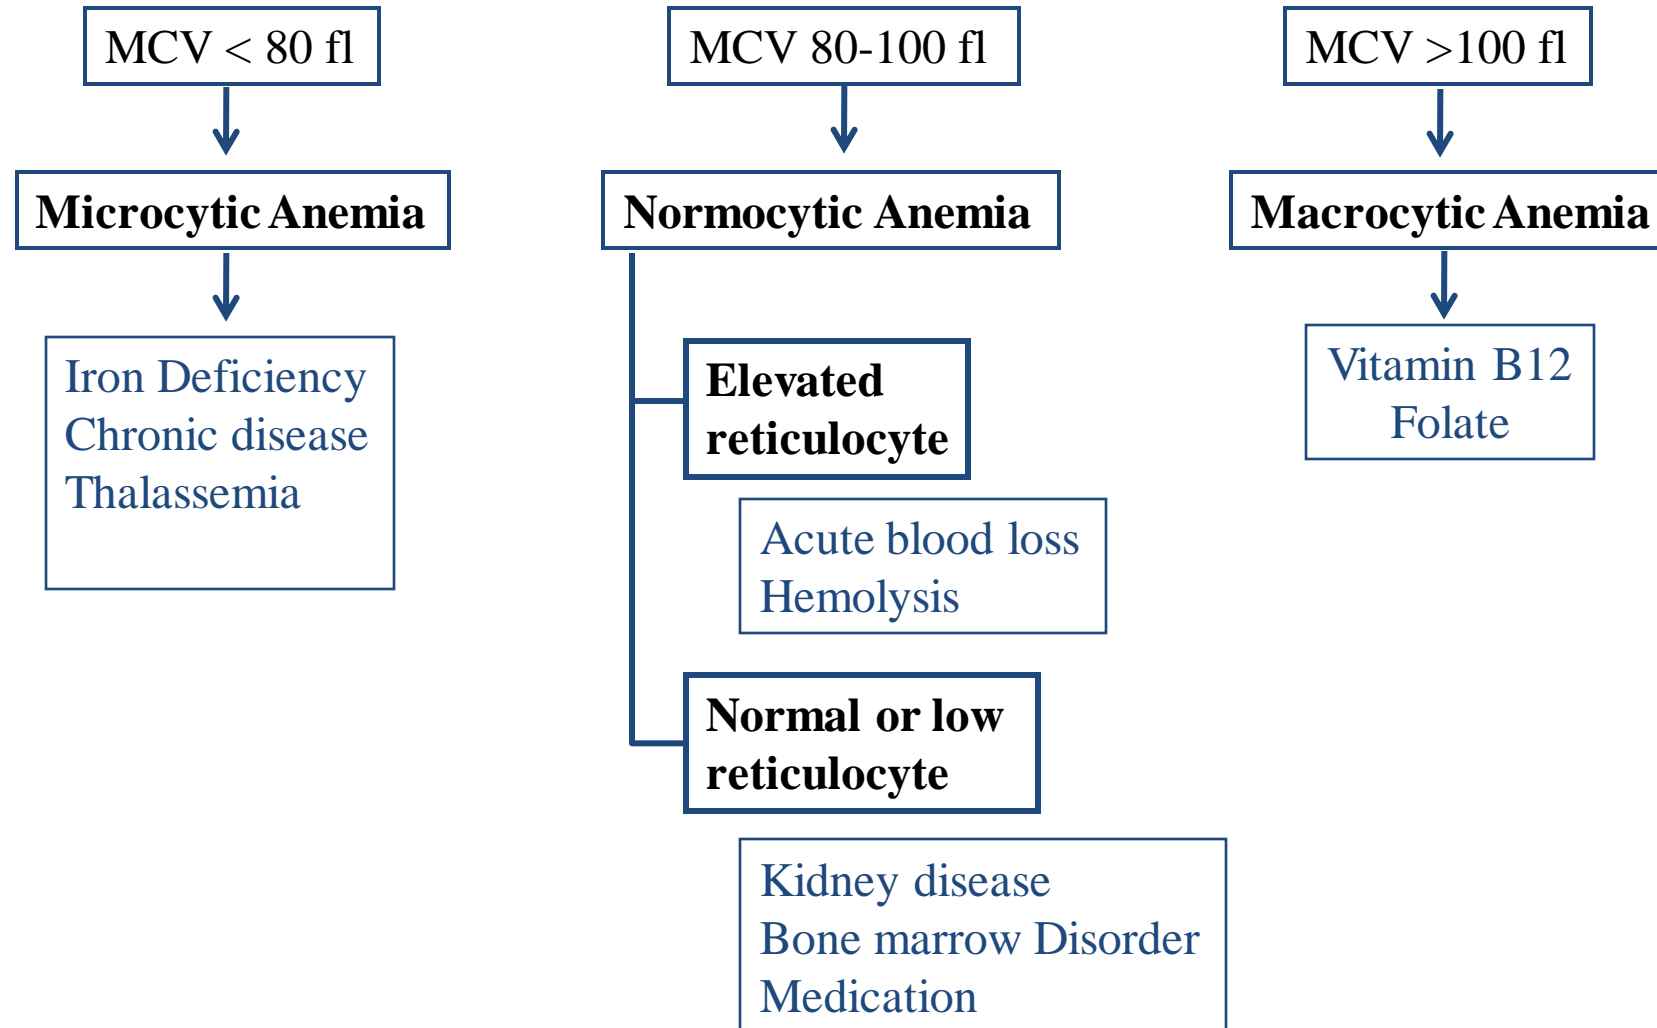 MCV < 80 fl
Microcytic Anemia
Iron Deficiency
Chronic disease
Thalassemia
MCV 80-100 fl
Normocytic Anemia
Elevated
reticulocyte
Acute blood loss
Hemolysis
Normal or low
reticulocyte
Kidney disease
Bone marrow Disorder
Medication
MCV >100 fl
Macrocytic Anemia
Vitamin B12
Folate